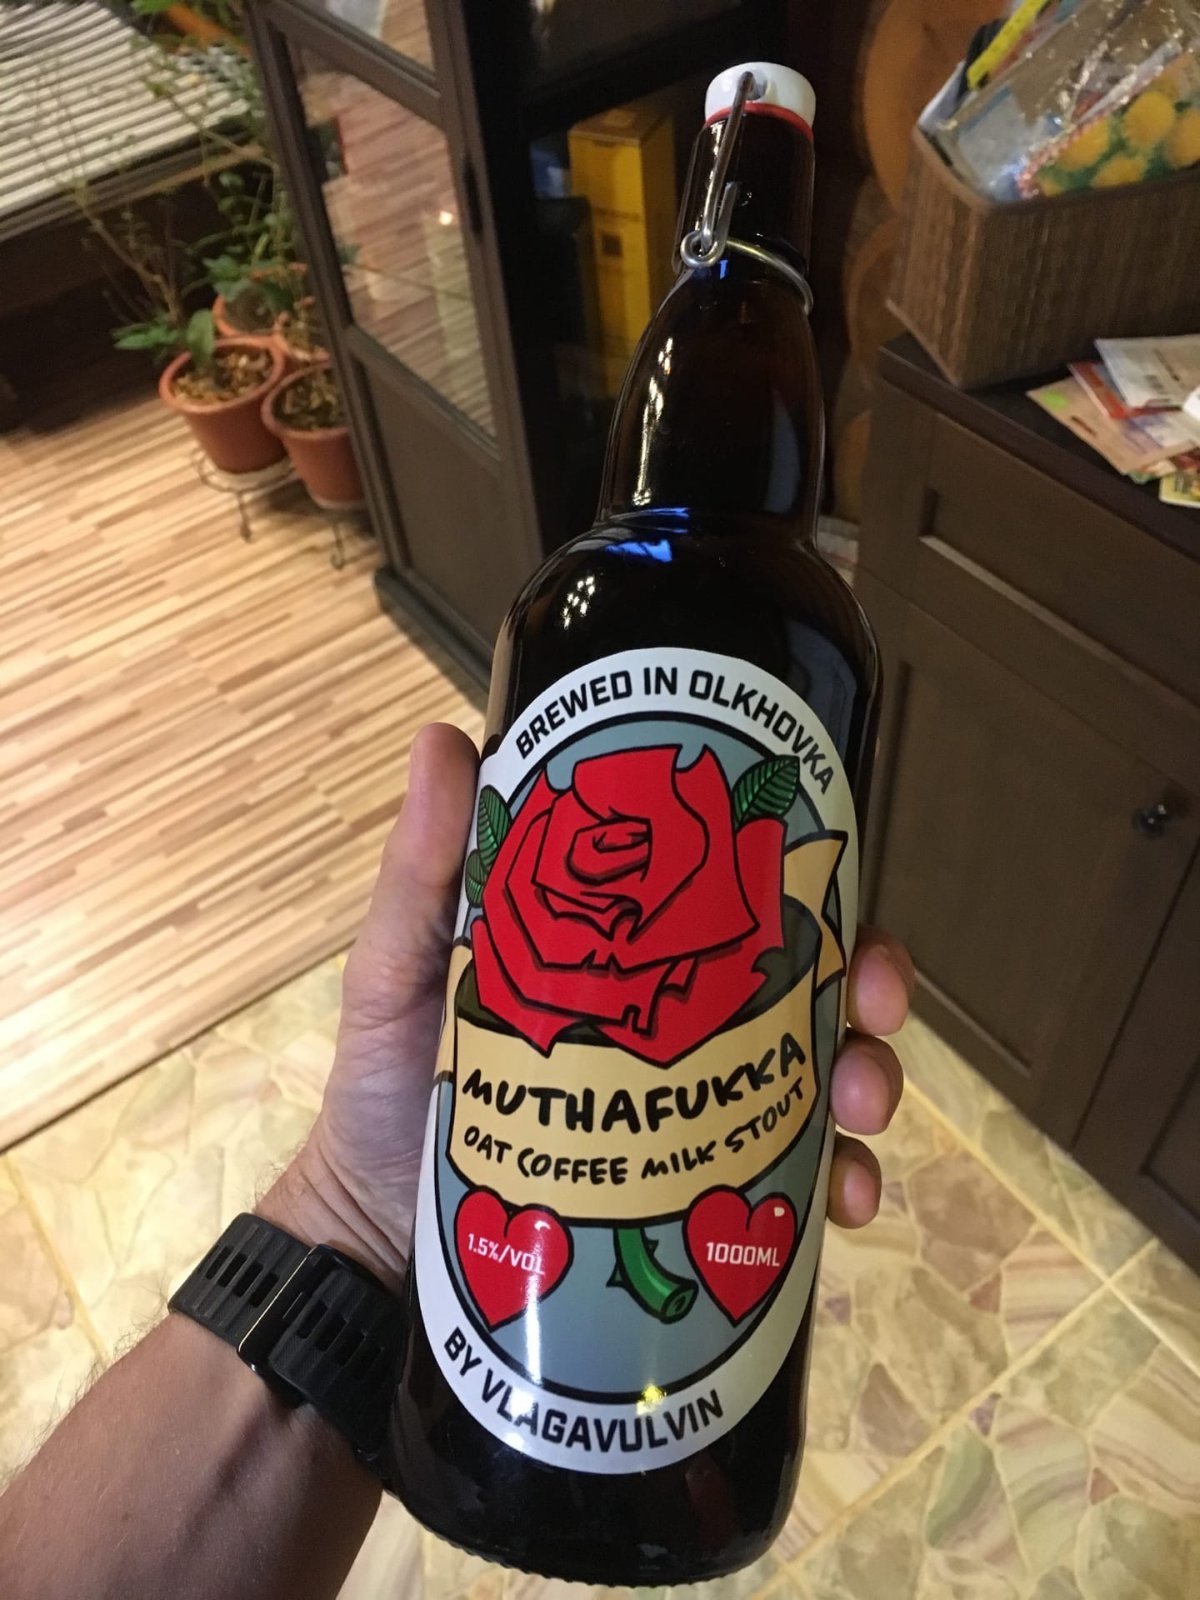 BREWED IN OLKHOVKA
MUTHAFUKKA
OAT COFFEE MILK STOUT
1.5%/VOL
1000ML
BY VLAGAVULVIN